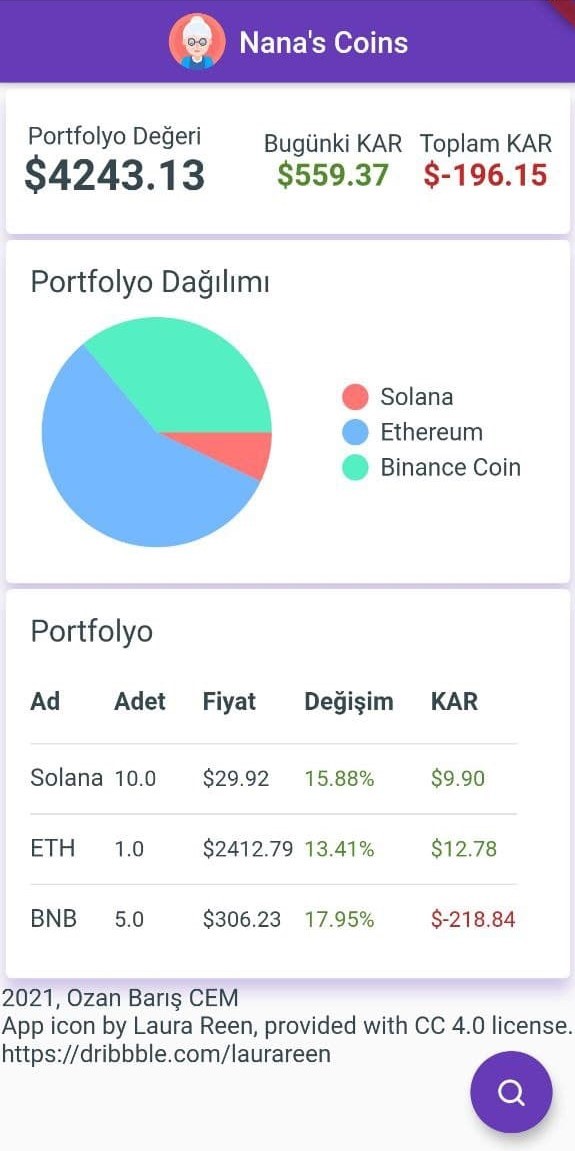 Nana's Coins
Portfolyo Değeri
$4243.13
Bugünki KAR
$559.37
Toplam KAR
$-196.15
Portfolyo Dağılımı
Solana
Ethereum
Binance Coin
Portfolyo
Ad Adet Fiyat Değişim KAR
Solana 10.0 $29.92 15.88% $9.90
ETH 1.0 $2412.79 13.41% $12.78
BNB 5.0 $306.23 17.95% $-218.84
2021, Ozan Barış CEM
App icon by Laura Reen, provided with CC 4.0 license.
https://dribbble.com/laurareen